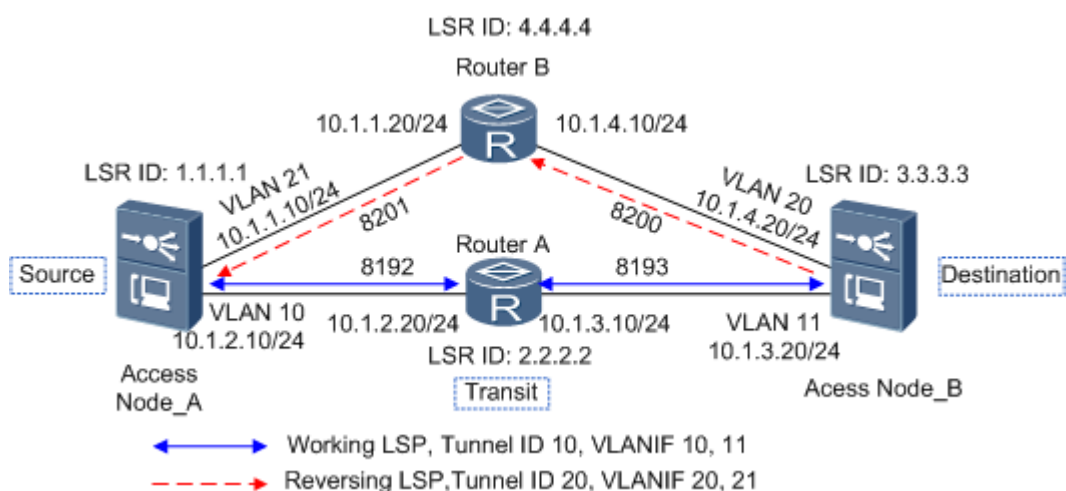 LSR ID: 4.4.4.4
Router B
10.1.1.20/24
10.1.4.10/24
R
LSR ID: 1.1.1.1
VLAN 21
10.1.1.10/24
8201
8200
VLAN 20
10.1.4.20/24
LSR ID: 3.3.3.3
Source
8192
Router A
8193
Destination
R
VLAN 10
10.1.2.10/24
10.1.2.20/24
10.1.3.10/24
VLAN 11
10.1.3.20/24
LSR ID: 2.2.2.2
Access
Node_A
Transit
Acess Node_B
Working LSP, Tunnel ID 10, VLANIF 10, 11
Reversing LSP,Tunnel ID 20, VLANIF 20, 21